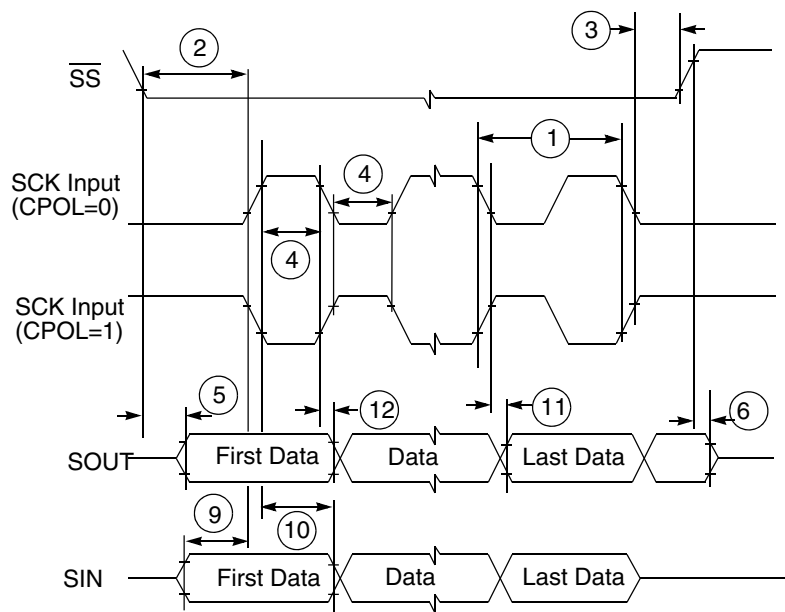 2
3
SS
1
SCK Input
(CPOL=0)
4
4
SCK Input
(CPOL=1)
5
12
11
6
SOUT
First Data
Data
Last Data
9
10
SIN
First Data
Data
Last Data